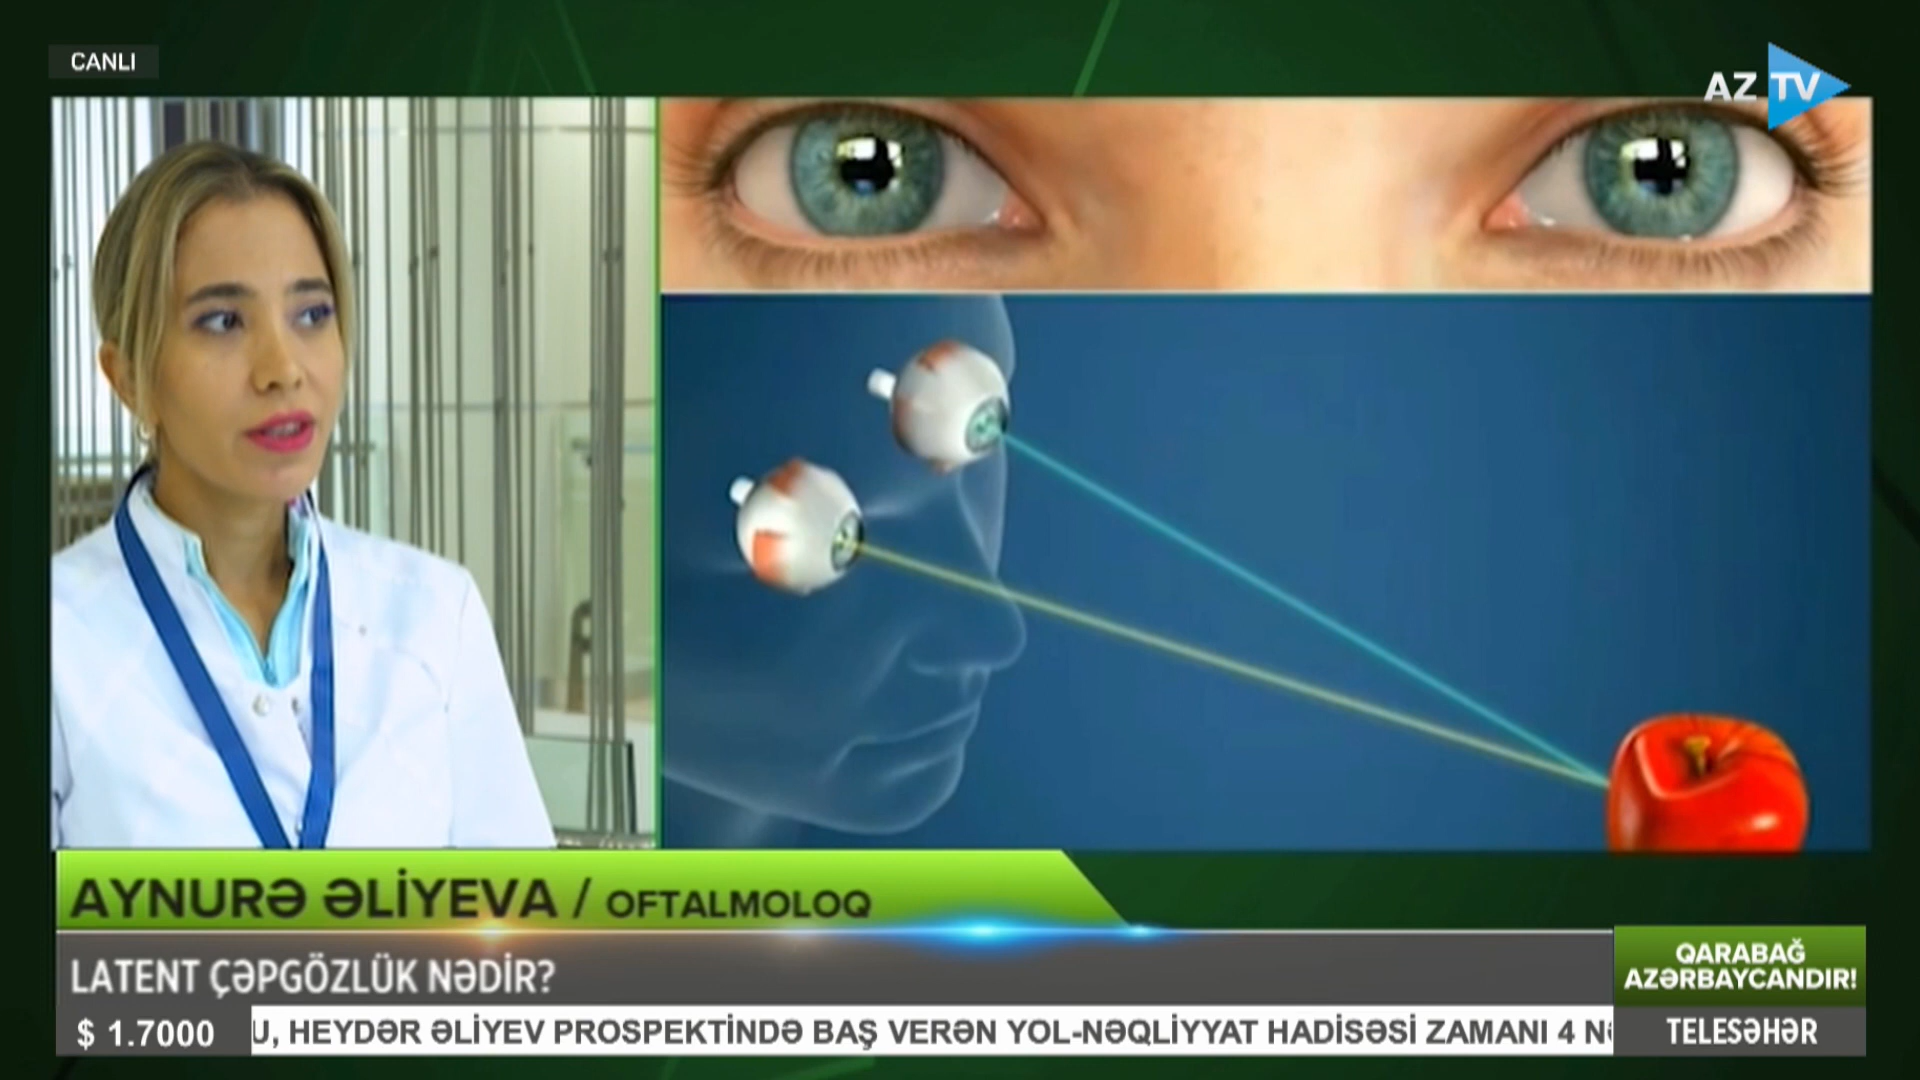 CANLI
AZ TV
AYNURƏ ƏLİYEVA / OFTALMOLOQ
LATENT ÇƏPGÖZLÜK NƏDİR?
QARABAĞ
AZƏRBAYCANDIR!
$ 1.7000
, HEYDƏR ƏLİYEV PROSPEKTİNDƏ BAŞ VERƏN YOL-NƏQLİYYAT HADİSƏSİ ZAMANI 4
TELESƏHƏR